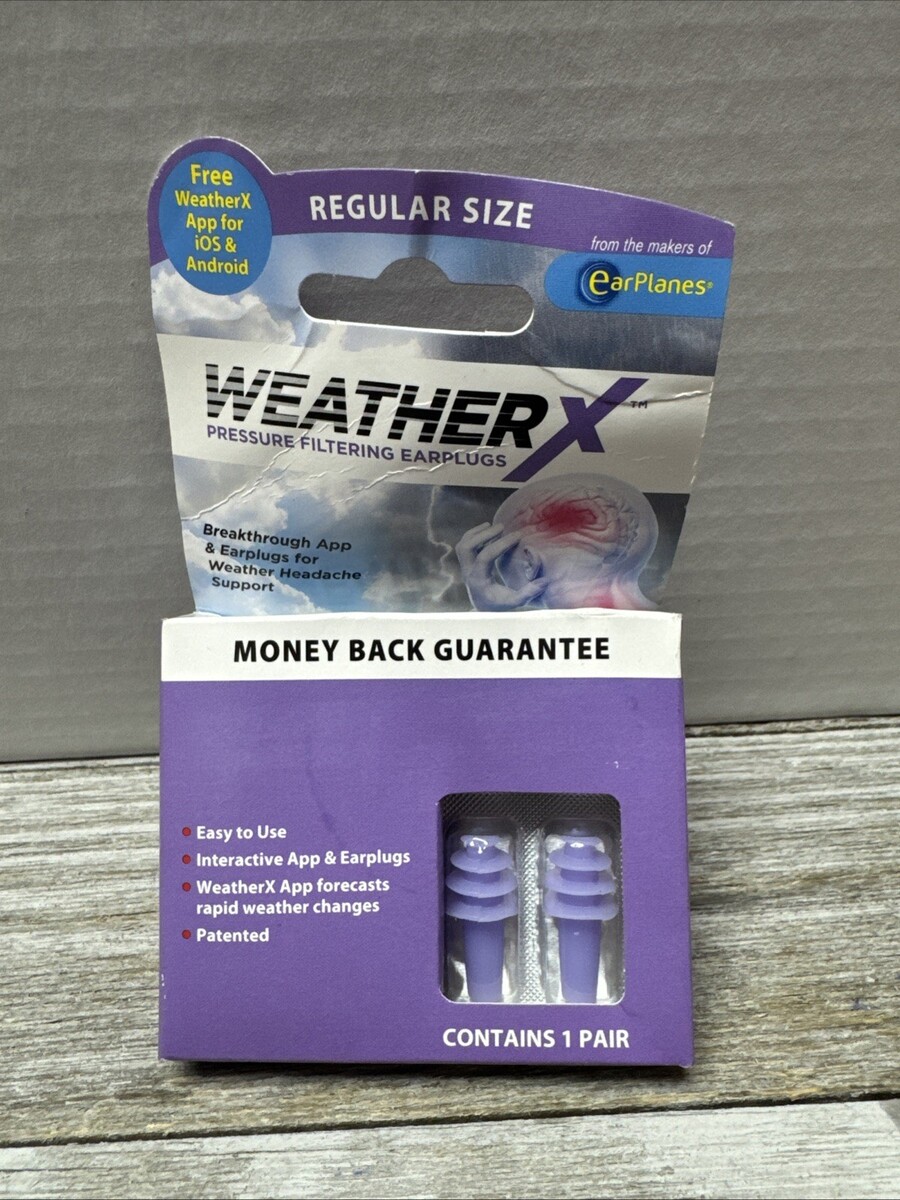 Free
WeatherX
App for
iOS &
Android
REGULAR SIZE
from the makers of
earPlanes®
WEATHERX™
PRESSURE FILTERING EARPLUGS
Breakthrough App
& Earplugs for
Weather Headache
Support
MONEY BACK GUARANTEE
• Easy to Use
• Interactive App & Earplugs
• WeatherX App forecasts
rapid weather changes
• Patented
CONTAINS 1 PAIR